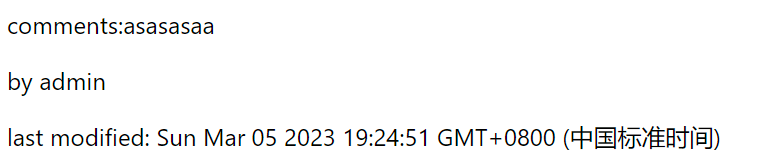 comments:asasasaa
by admin
last modified: Sun Mar 05 2023 19:24:51 GMT+0800 (中国标准时间)